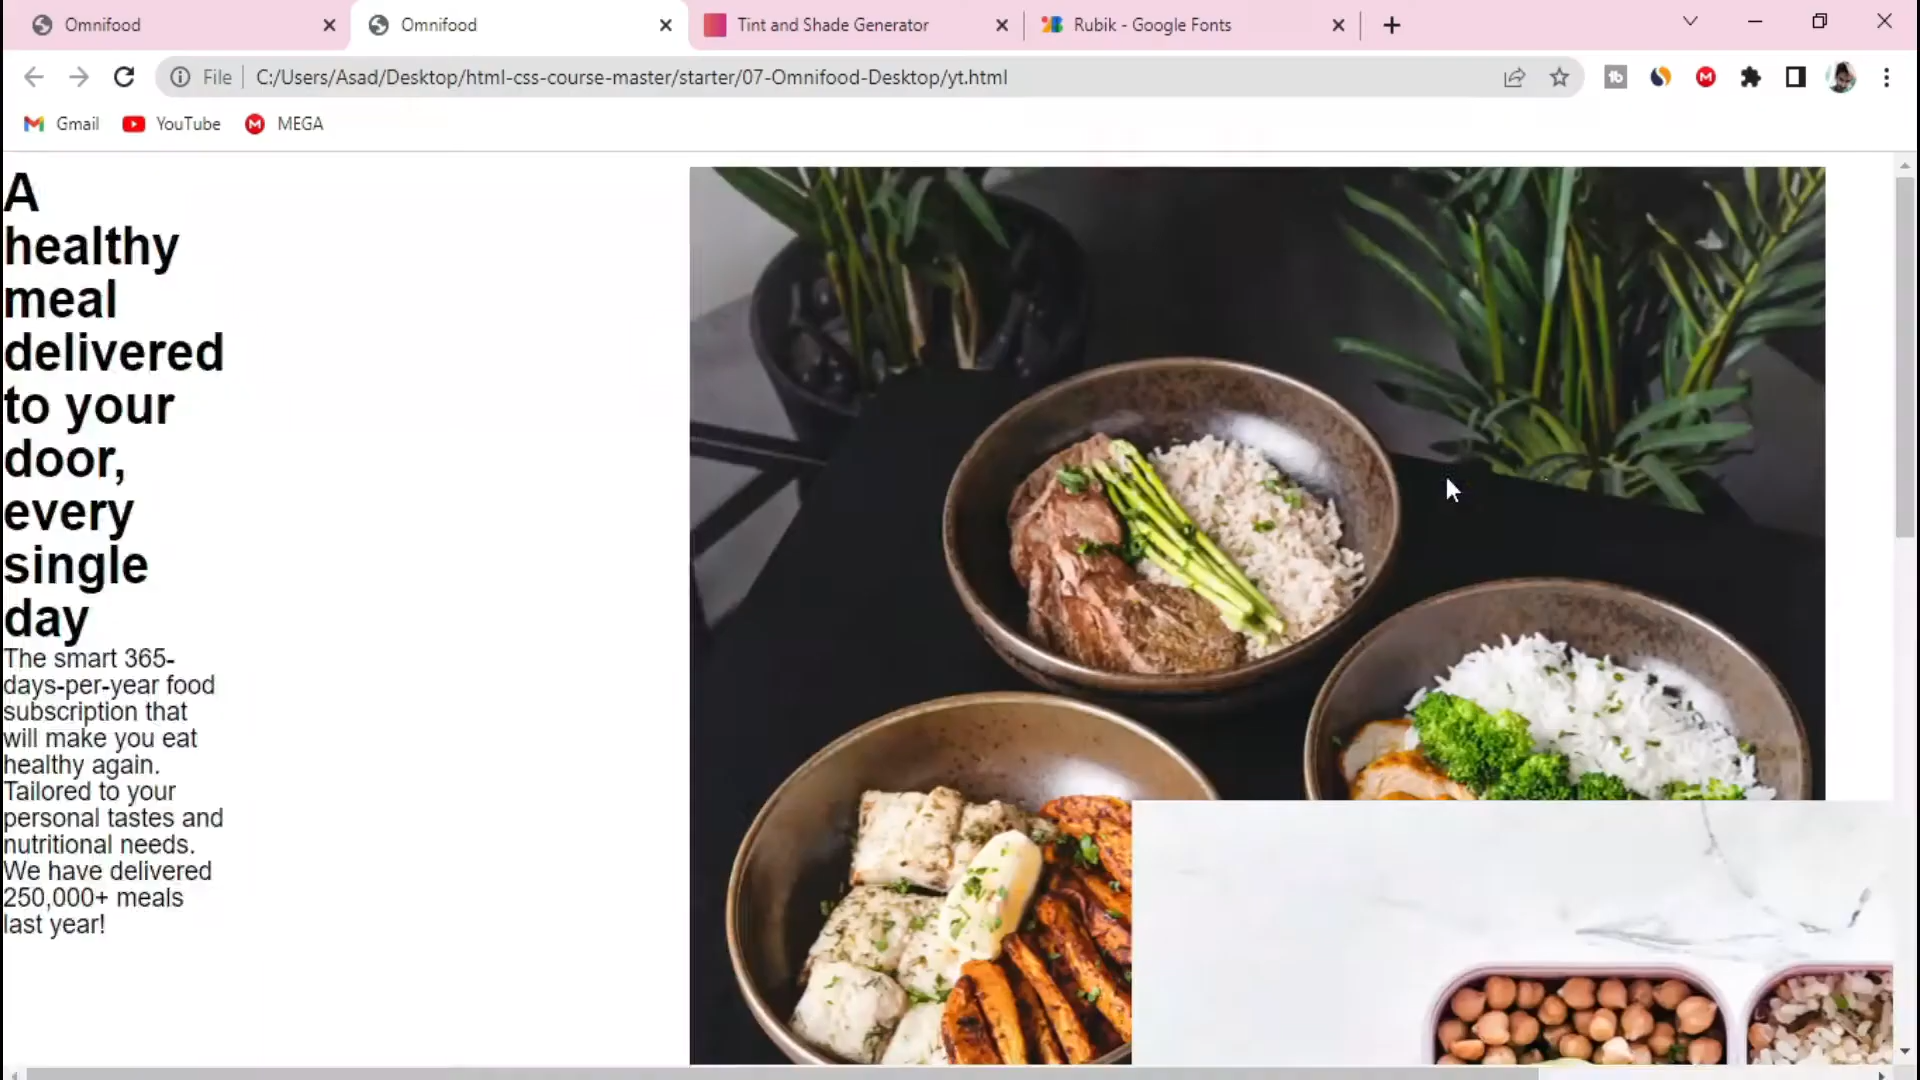 Omnifood
Omnifood
Tint and Shade Generator
Rubik - Google Fonts
File C:/Users/Asad/Desktop/html-css-course-master/starter/07-Omnifood-Desktop/yt.html
tb
M
Gmail
YouTube
M
MEGA
A
healthy
meal
delivered
to your
door,
every
single
day
The smart 365-
days-per-year food
subscription that
will make you eat
healthy again.
Tailored to your
personal tastes and
nutritional needs.
We have delivered
250,000+ meals
last year!